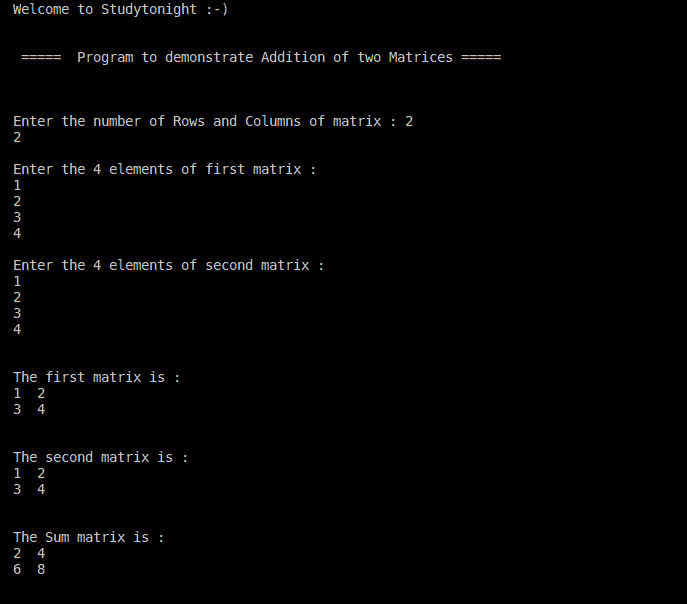 Welcome to Studytonight :-)
===== Program to demonstrate Addition of two Matrices =====
Enter the number of Rows and Columns of matrix : 2
2
Enter the 4 elements of first matrix :
1
2
3
4
Enter the 4 elements of second matrix :
1
2
3
4
The first matrix is :
1 2
3 4
The second matrix is :
1 2
3 4
The Sum matrix is :
2 4
6 8